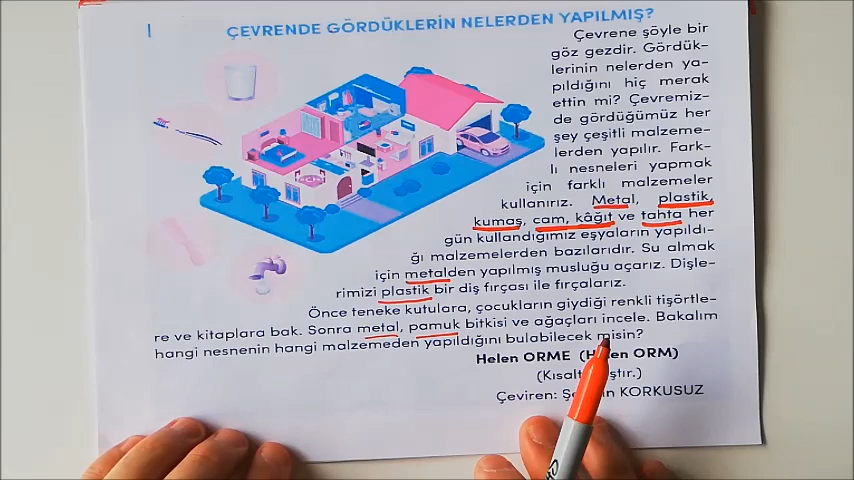 ÇEVRENDE GÖRDÜKLERİN NELERDEN YAPILMIŞ?
Çevrene şöyle bir
göz gezdir. Gördük-
lerinin nelerden ya-
pıldığını hiç merak
ettin mi? Çevremiz-
de gördüğümüz her
şey çeşitli malzeme-
lerden yapılır. Fark-
lı nesneleri yapmak
için farklı malzemeler
kullanırız. Metal, plastik,
kumaş, cam, kâğıt ve tahta her
gün kullandığımız eşyaların yapıldı-
ğı malzemelerden bazılarıdır. Su almak
için metalden yapılmış musluğu açarız. Dişle-
rimizi plastik bir diş fırçası ile fırçalarız.
Önce teneke kutulara, çocukların giydiği renkli tişörtle-
re ve kitaplara bak. Sonra metal, pamuk bitkisi ve ağaçları incele. Bakalım
hangi nesnenin hangi malzemeden yapıldığını bulabilecek misin?
Helen ORME (Helen ORM)
Çeviren: KORKUSUZ